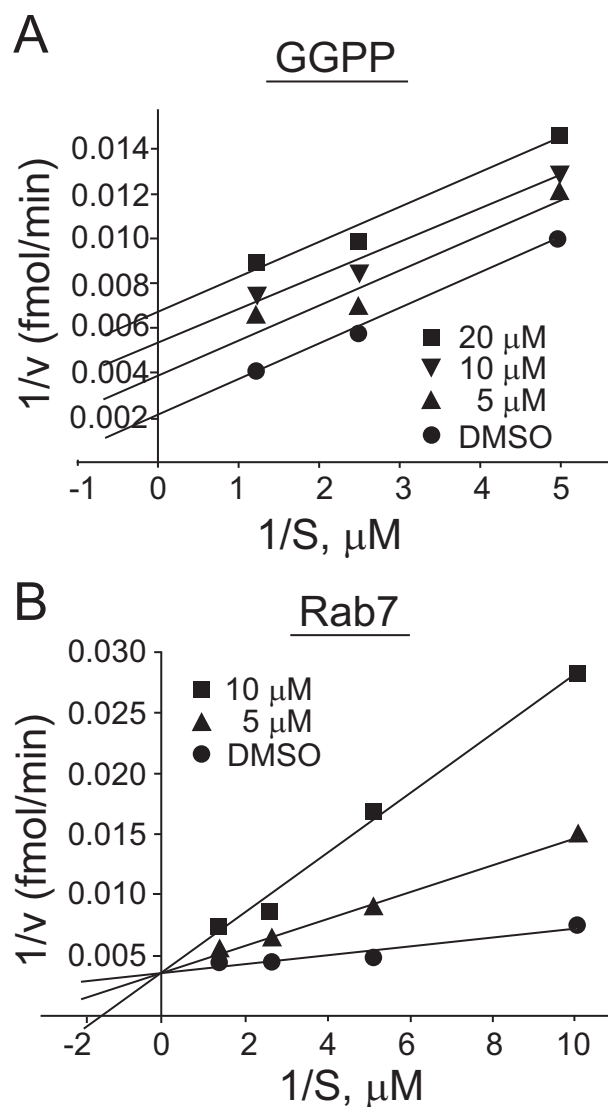 A
GGPP
0.014
0.012
0.010
0.008
0.006
0.004
0.002
1/v (fmol/min)
20 μM
10 μM
5 μM
DMSO
-1 0 1 2 3 4 5
1/S, μM
B
Rab7
0.030
0.025
0.020
0.015
0.010
0.005
1/v (fmol/min)
10 μM
5 μM
DMSO
-2 0 2 4 6 8 10
1/S, μM